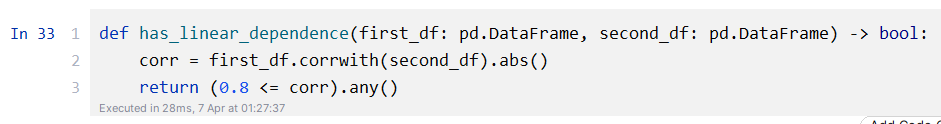 In 33 1 def has_linear_dependence(first_df: pd.DataFrame, second_df: pd.DataFrame) -> bool:
2     corr = first_df.corrwith(second_df).abs()
3     return (0.8 <= corr).any()
Executed in 28ms, 7 Apr at 01:27:37
Add Code